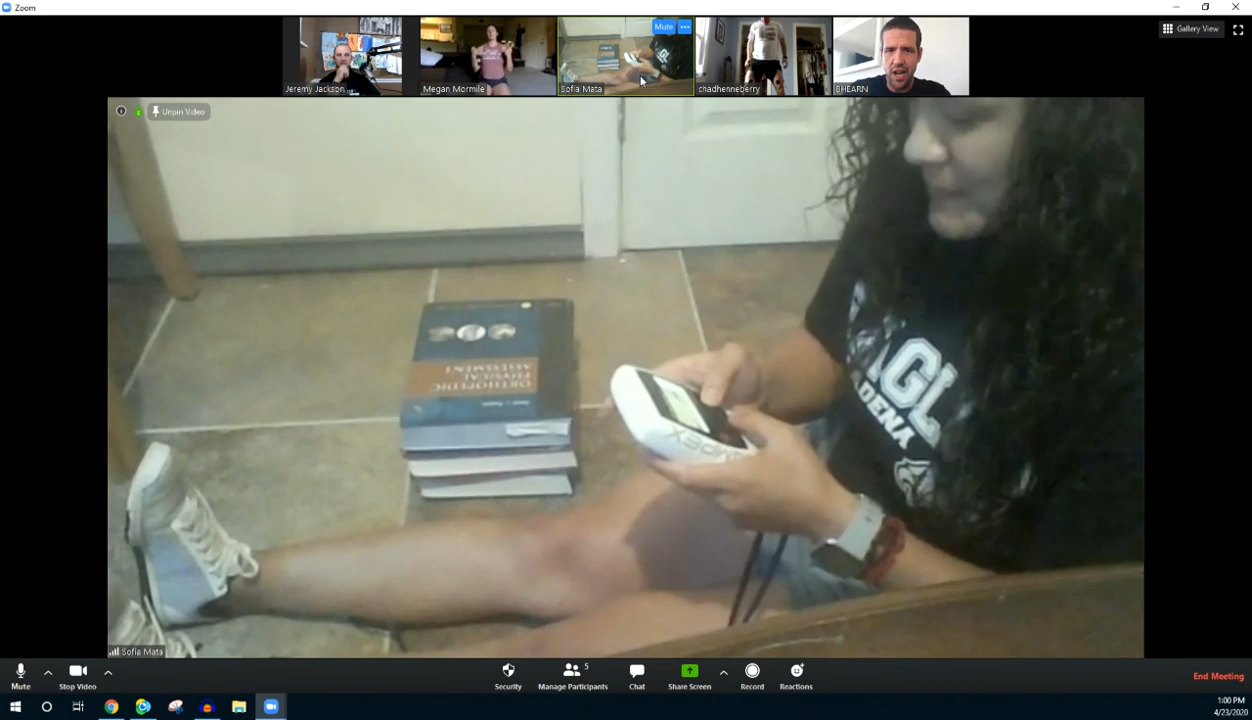 Zoom
Mute
Gallery View
Jeremy Jackson
Megan Mormile
Sofia Mata
chadhenneberry
BHEARN
Unpin Video
ORTHOPEDIC
PHYSICAL
ASSESSMENT
Sofia Mata
5
Mute
Stop Video
Security
Manage Participants
Chat
Share Screen
Record
Reactions
End Meeting
1:00 PM
4/23/2020